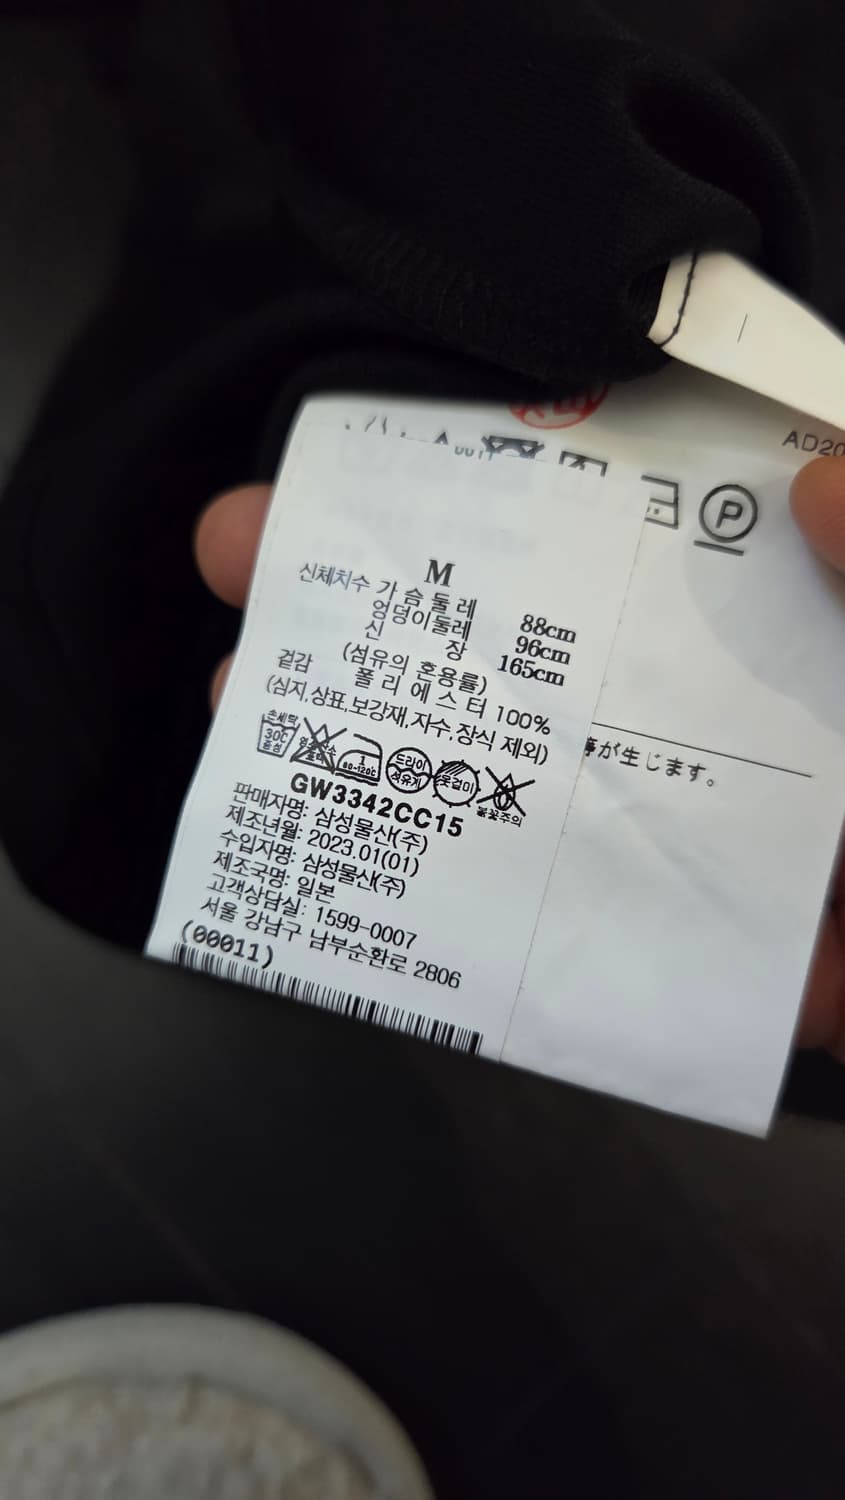 AD20
P
M
신체치수 가 슴 둘 레 88cm
엉덩이둘레 96cm
신 장 165cm
(섬유의 혼용률)
겉감 폴 리 에 스 터 100%
(심지,상표,보강재,자수,장식 제외)
손세탁
30℃
중성
1
80~120℃
드라이
석유계
옷걸이
불꽃주의
GW3342CC15
판매자명: 삼성물산(주)
제조년월: 2023.01(01)
수입자명: 삼성물산(주)
제조국명: 일본
고객상담실: 1599-0007
서울 강남구 남부순환로 2806
(00011)
が生じます。